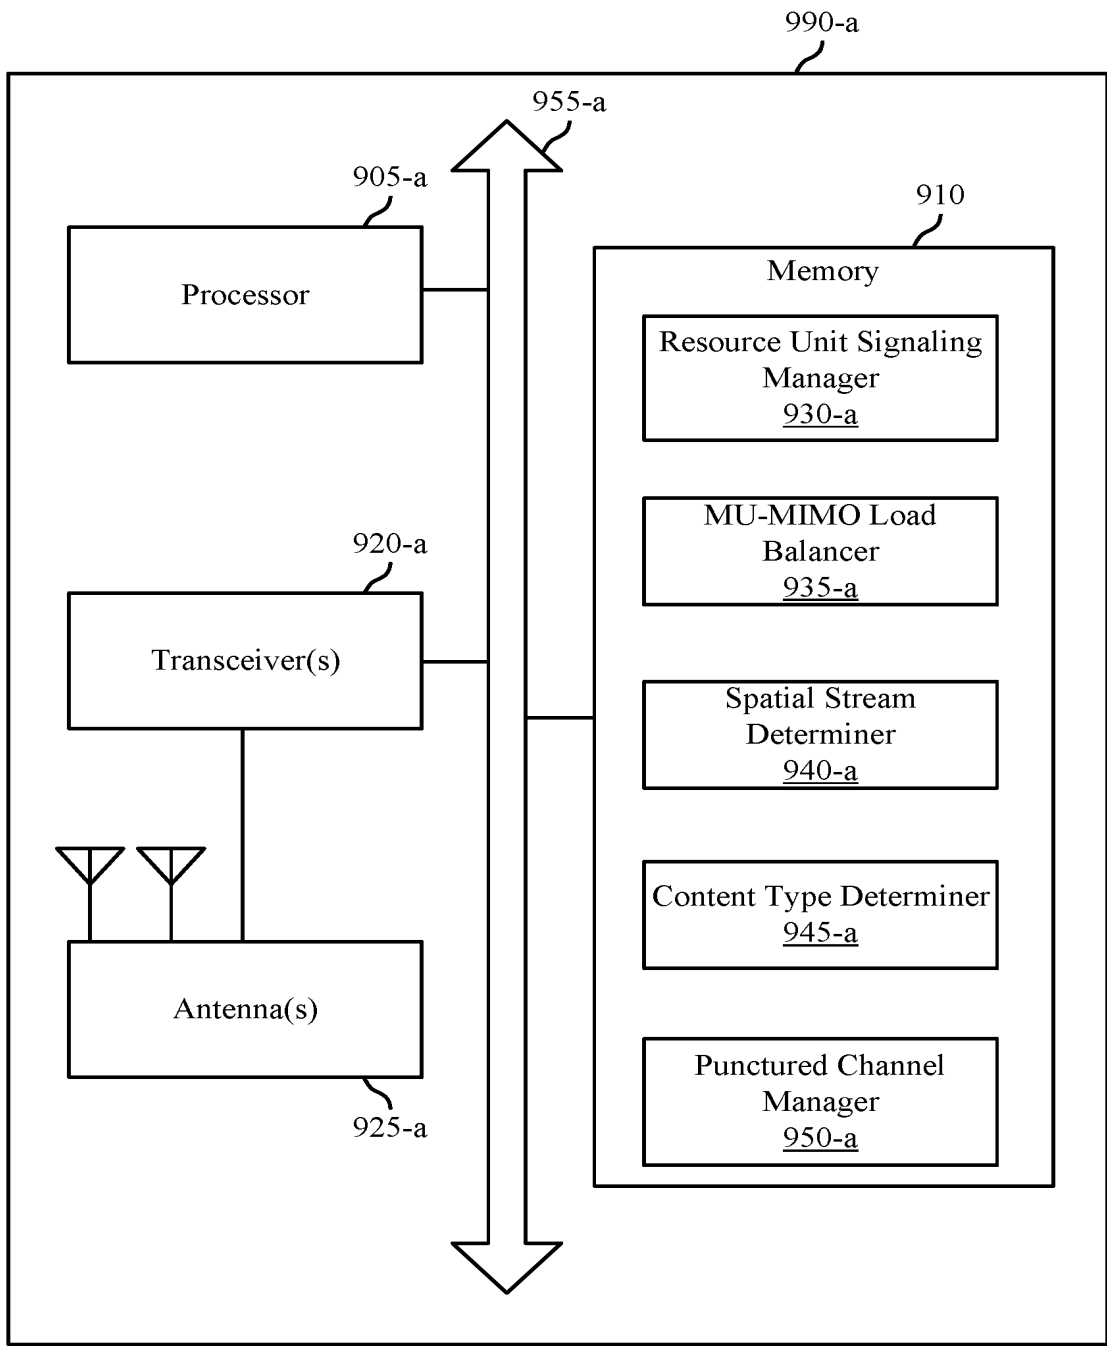 990-a
955-a
905-a
Processor
910
Memory
Resource Unit Signaling
Manager
930-a
MU-MIMO Load
Balancer
935-a
920-a
Transceiver(s)
Spatial Stream
Determiner
940-a
Content Type Determiner
945-a
Antenna(s)
925-a
Punctured Channel
Manager
950-a